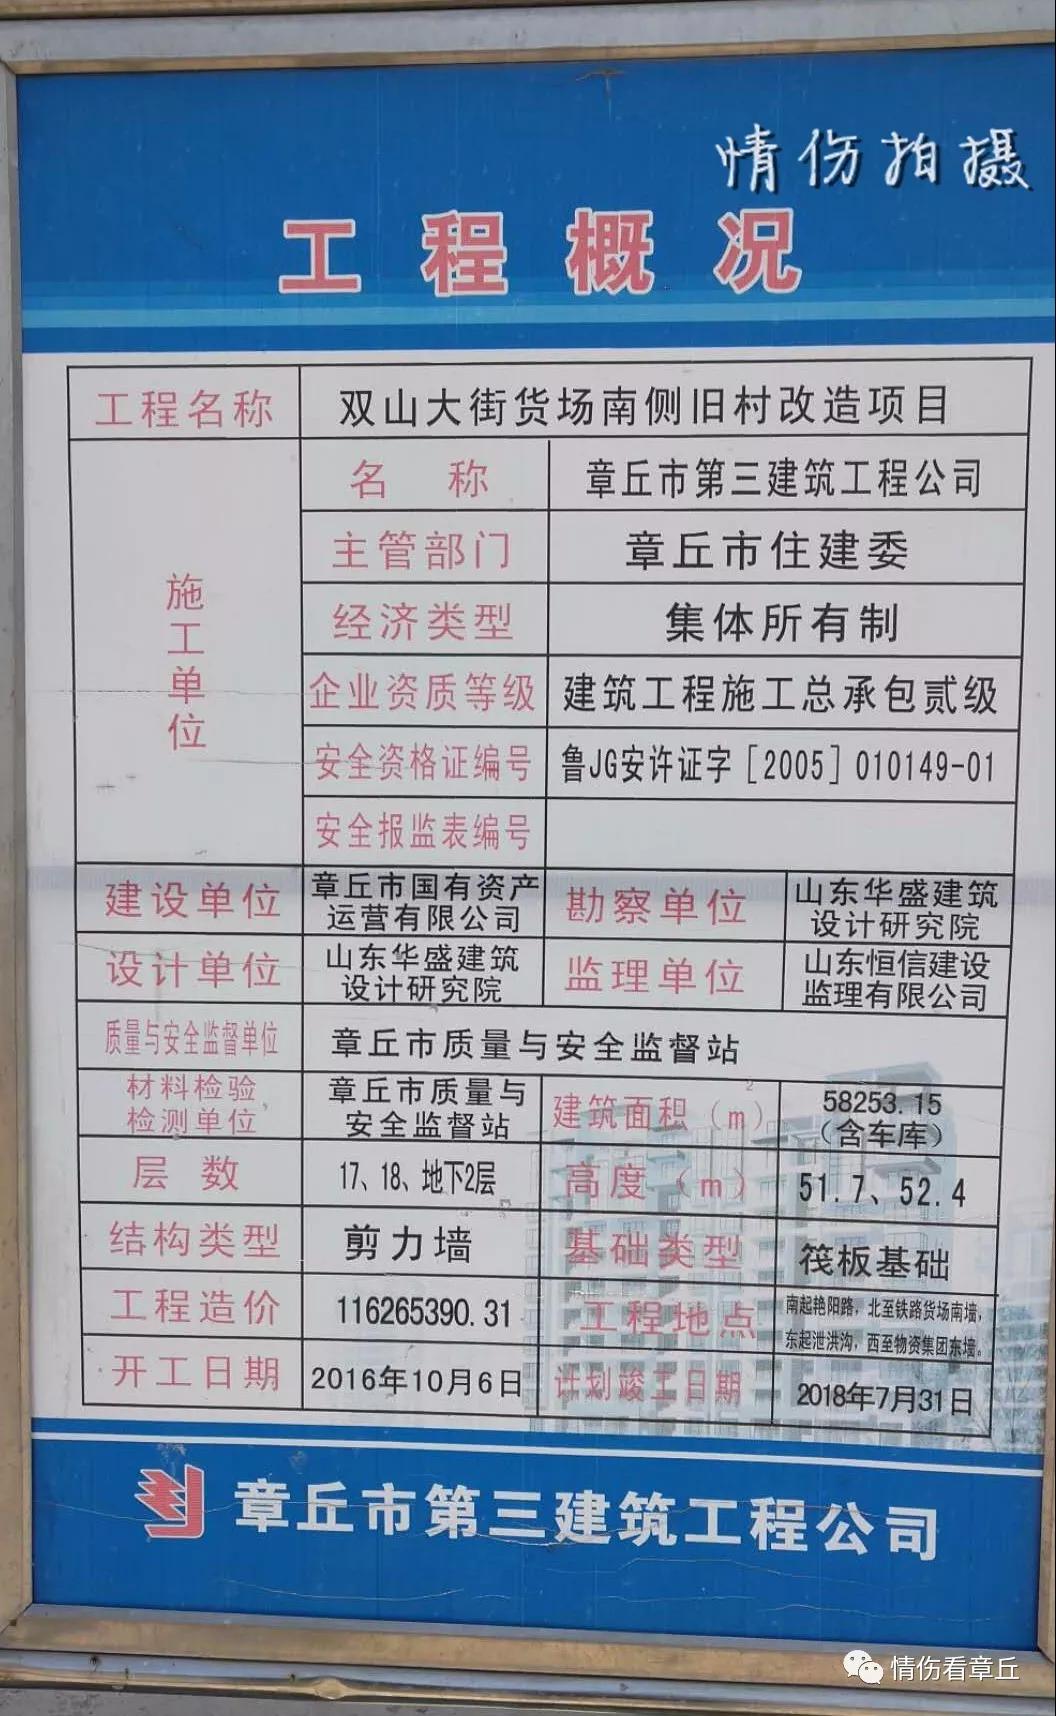 情伤拍摄
工程概况
工程名称 双山大街货场南侧旧村改造项目
施工单位
名称 章丘市第三建筑工程公司
主管部门 章丘市住建委
经济类型 集体所有制
企业资质等级 建筑工程施工总承包贰级
安全资格证编号 鲁JG安许证字［2005］010149-01
安全报监表编号
建设单位 章丘市国有资产
运营有限公司
勘察单位 山东华盛建筑
设计研究院
设计单位 山东华盛建筑
设计研究院
监理单位 山东恒信建设
监理有限公司
质量与安全监督单位 章丘市质量与安全监督站
材料检验
检测单位
章丘市质量与
安全监督站
建筑面积（m²） 58253.15
（含车库）
层数 17、18、地下2层
高度（m） 51.7、52.4
结构类型 剪力墙
基础类型 筏板基础
工程造价 116265390.31
工程地点 南起艳阳路，北至铁路货场南墙，
东起泄洪沟，西至物资集团东墙。
开工日期 2016年10月6日
计划竣工日期 2018年7月31日
章丘市第三建筑工程公司
情伤看章丘